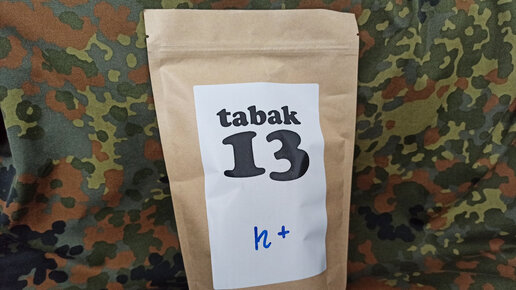 tabak
13
h +